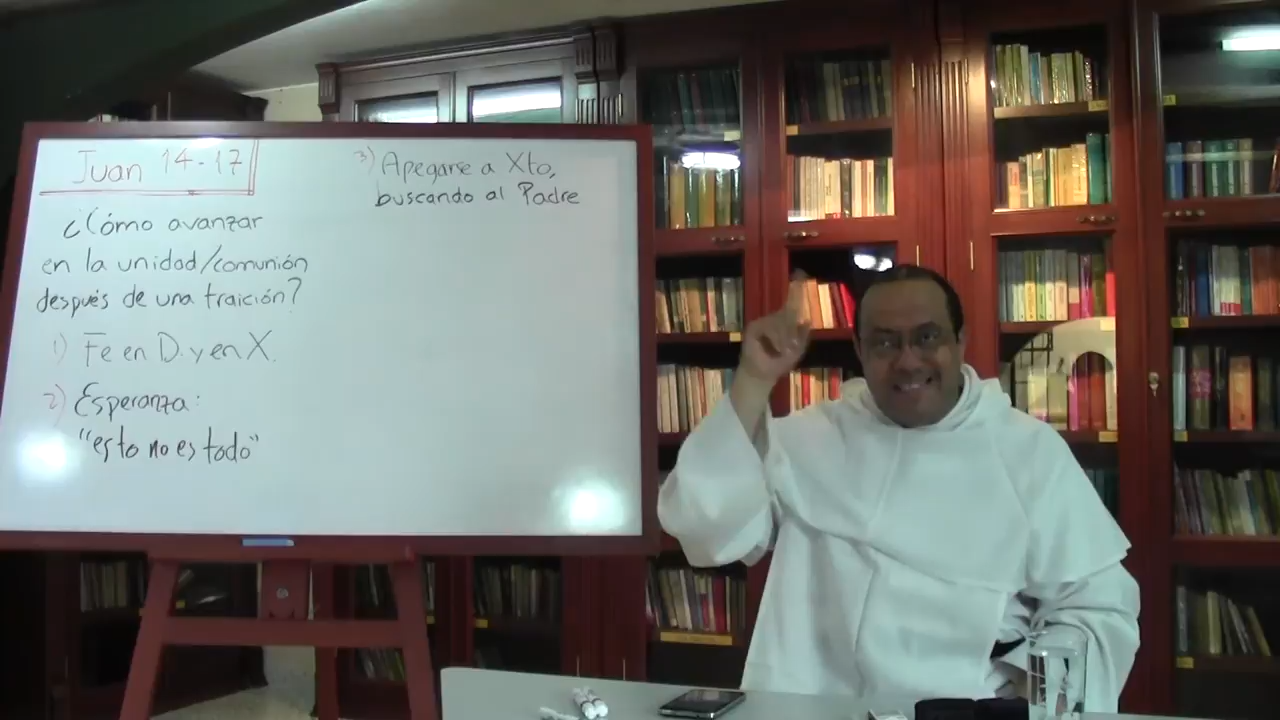 Juan 14-17
¿Cómo avanzar
en la unidad/comunión
después de una traición?
1) Fe en D. y en X.
2) Esperanza:
"esto no es todo"
3) Apegarse a Xto,
buscando al Padre